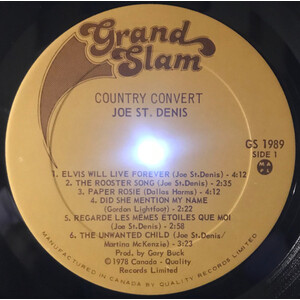 Grand
Slam
COUNTRY CONVERT
JOE ST. DENIS
GS 1989
SIDE 1
1. ELVIS WILL LIVE FOREVER (Joe St.Denis) - 4:12
2. THE ROOSTER SONG (Joe St.Denis) - 2:35
3. PAPER ROSIE (Dallas Harms) - 4:10
4. DID SHE MENTION MY NAME
(Gordon Lightfoot) - 2:22
5. REGARDE LES MÊMES ÉTOILES QUE MOI
(Joe St.Denis) - 2:58
6. THE UNWANTED CHILD (Joe St.Denis/
Martina McKenzie) - 3:23
Prod. by Gary Buck
© 1978 Canada - Quality
Records Limited
MANUFACTURED IN CANADA BY QUALITY RECORDS LIMITED